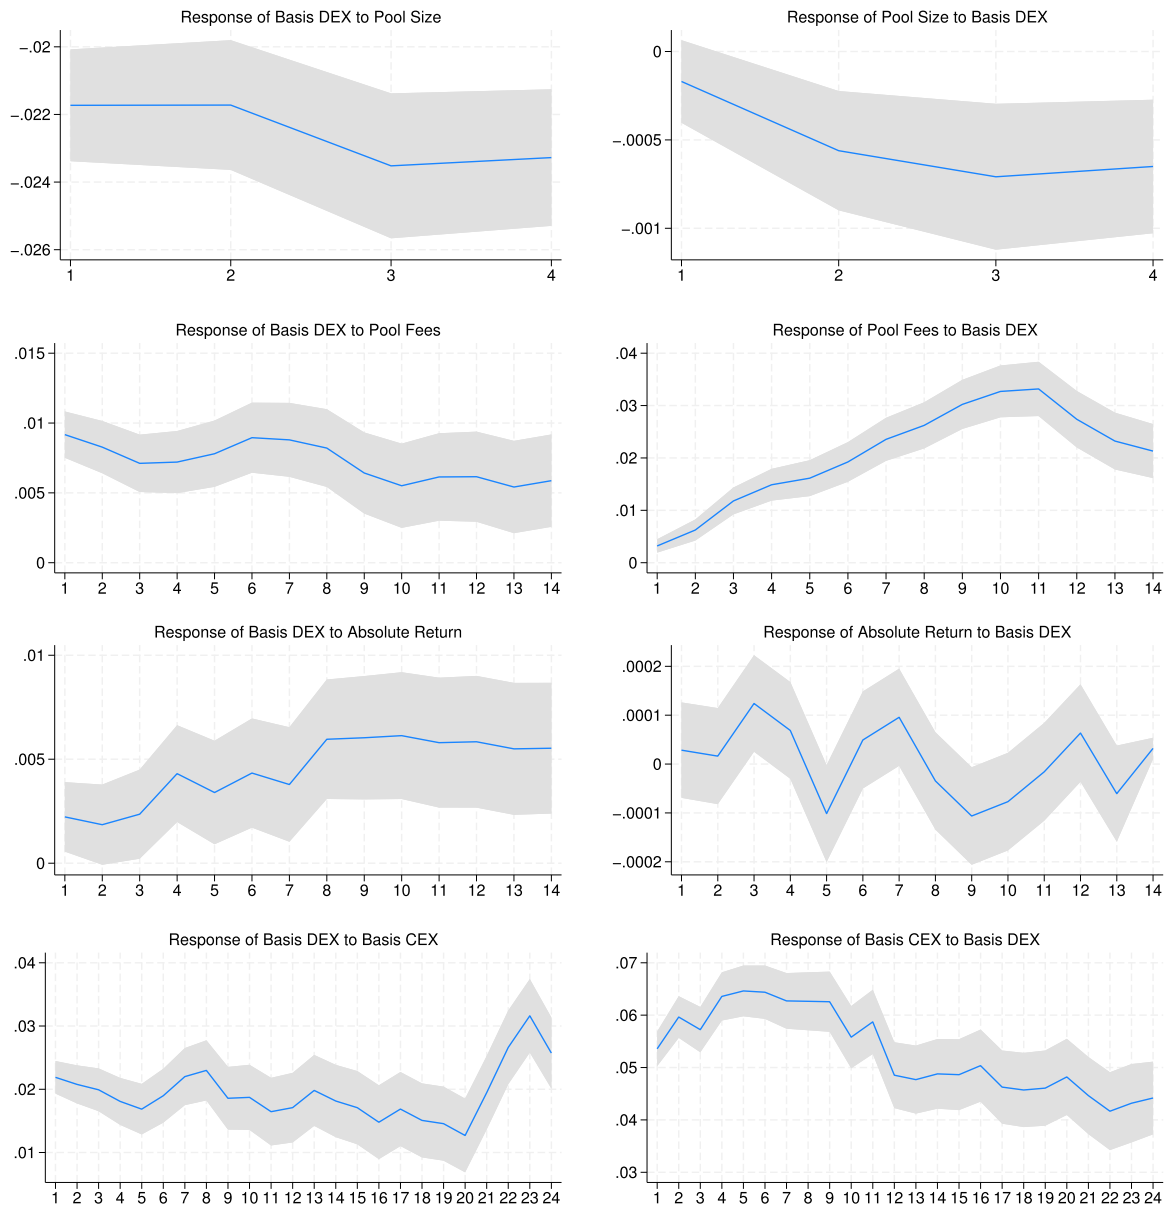 Response of Basis DEX to Pool Size
−.02
−.022
−.024
−.026
1 2 3 4
Response of Pool Size to Basis DEX
0
−.0005
−.001
1 2 3 4
Response of Basis DEX to Pool Fees
.015
.01
.005
0
1 2 3 4 5 6 7 8 9 10 11 12 13 14
Response of Pool Fees to Basis DEX
.04
.03
.02
.01
0
1 2 3 4 5 6 7 8 9 10 11 12 13 14
Response of Basis DEX to Absolute Return
.01
.005
0
1 2 3 4 5 6 7 8 9 10 11 12 13 14
Response of Absolute Return to Basis DEX
.0002
.0001
0
−.0001
−.0002
1 2 3 4 5 6 7 8 9 10 11 12 13 14
Response of Basis DEX to Basis CEX
.04
.03
.02
.01
1 2 3 4 5 6 7 8 9 10 11 12 13 14 15 16 17 18 19 20 21 22 23 24
Response of Basis CEX to Basis DEX
.07
.06
.05
.04
.03
1 2 3 4 5 6 7 8 9 10 11 12 13 14 15 16 17 18 19 20 21 22 23 24